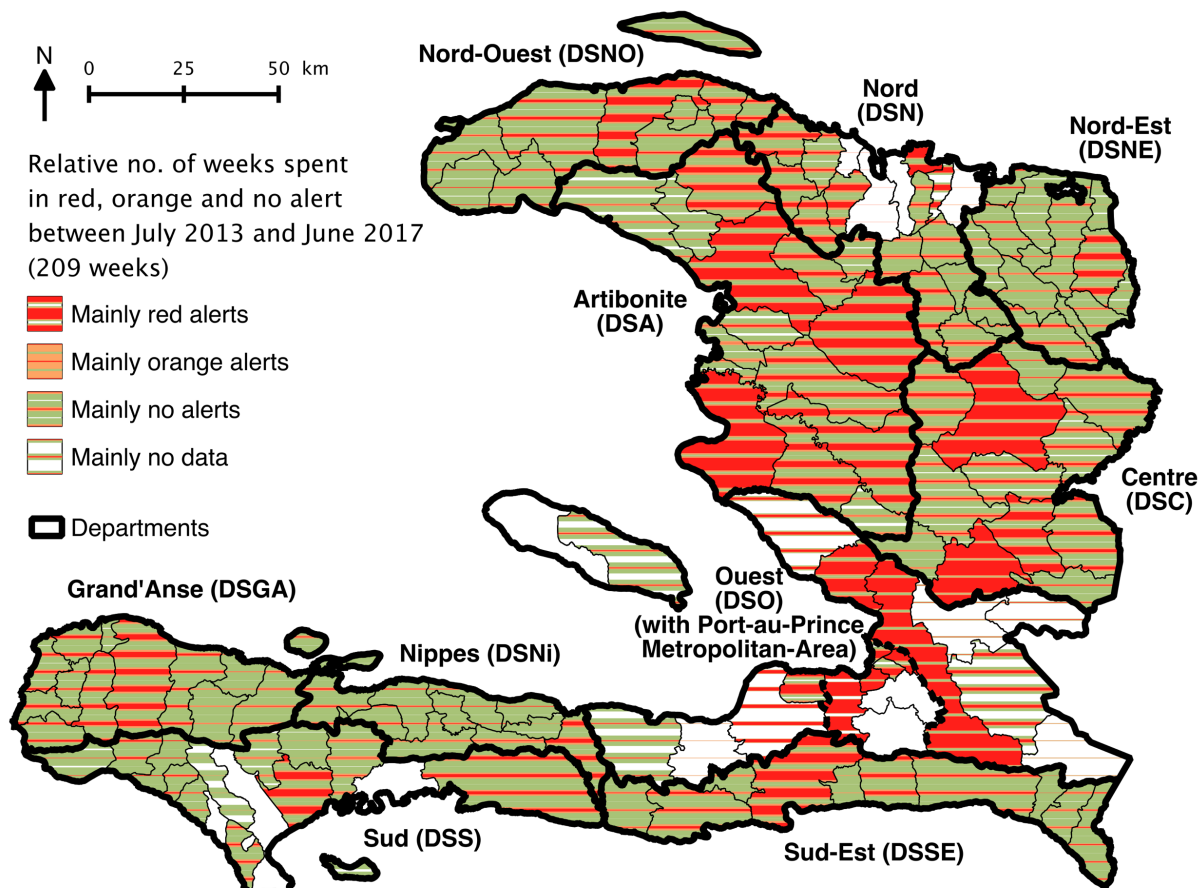 Nord-Ouest (DSNO)
N
0 25 50 km
Nord
(DSN)
Nord-Est
(DSNE)
Relative no. of weeks spent
in red, orange and no alert
between July 2013 and June 2017
(209 weeks)
Mainly red alerts
Mainly orange alerts
Mainly no alerts
Mainly no data
Departments
Artibonite
(DSA)
Centre
(DSC)
Ouest
(DSO)
(with Port-au-Prince
Metropolitan-Area)
Grand'Anse (DSGA)
Nippes (DSNi)
Sud (DSS)
Sud-Est (DSSE)